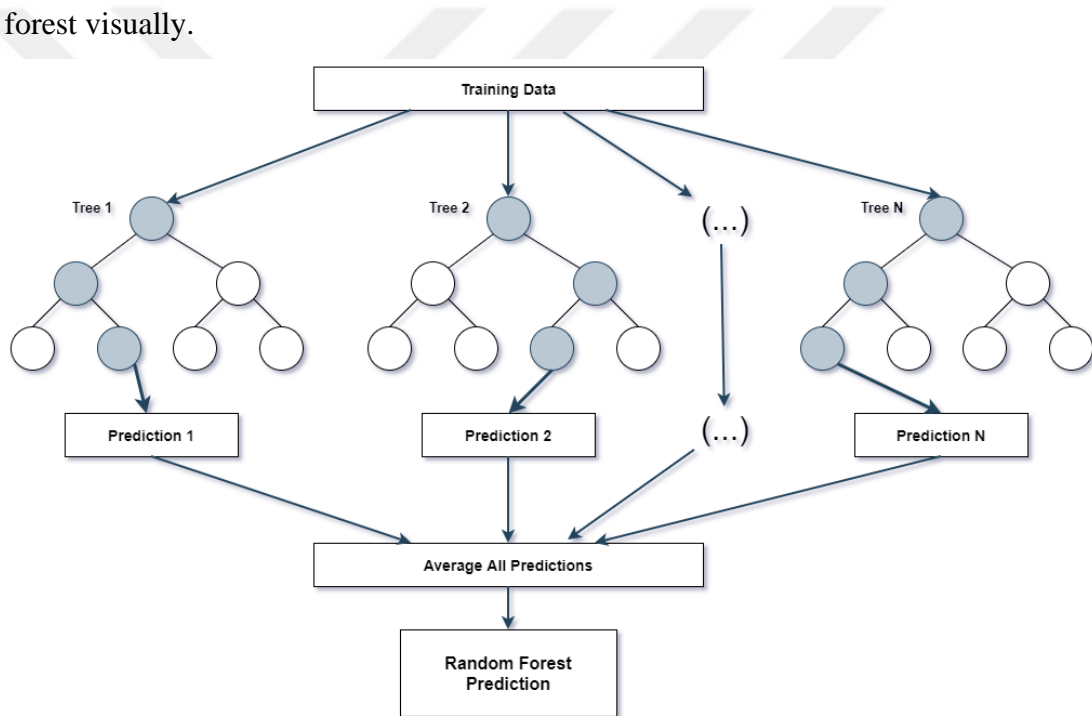 forest visually.
Training Data
Tree 1
Tree 2
(...)
Tree N
Prediction 1
Prediction 2
(...)
Prediction N
Average All Predictions
Random Forest
Prediction